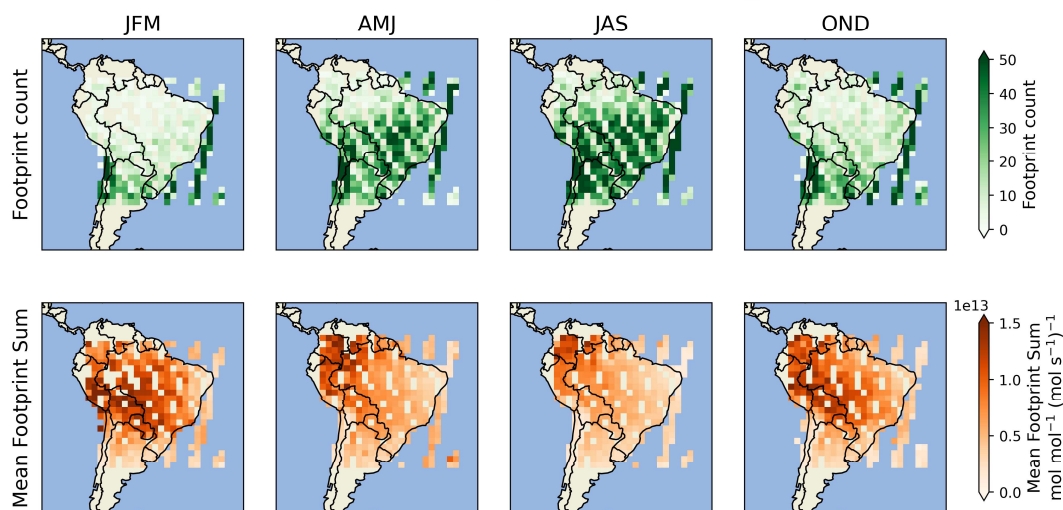 JFM AMJ JAS OND
Footprint count
50
40
30
20
10
0
Footprint count
Mean Footprint Sum
1e13
1.5
1.0
0.5
0.0
Mean Footprint Sum
mol mol⁻¹ (mol s⁻¹)⁻¹